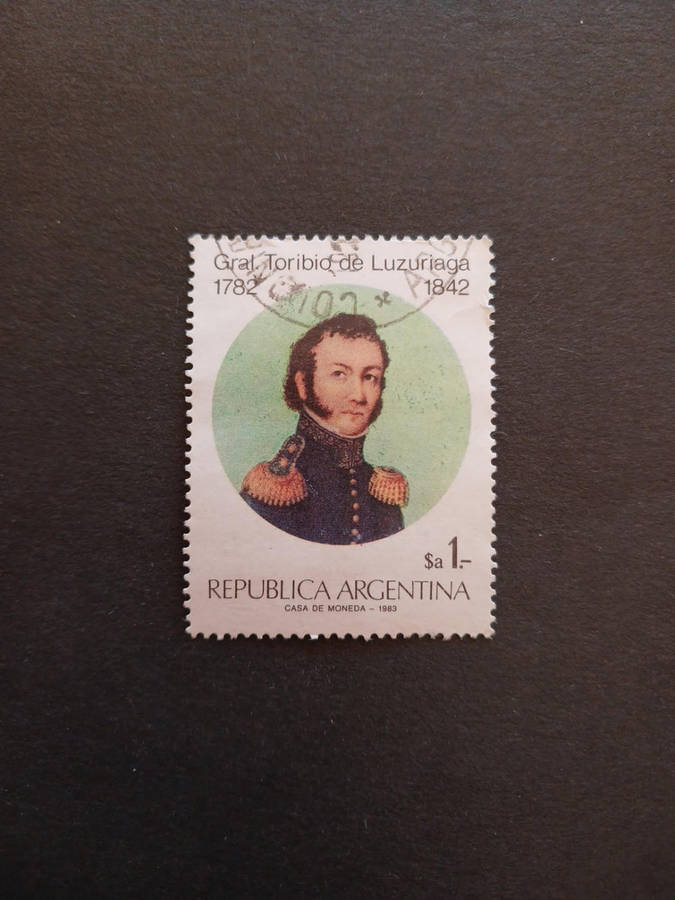 Gral Toribio de Luzuriaga
1782 1842
$a 1.-
REPUBLICA ARGENTINA
CASA DE MONEDA - 1983